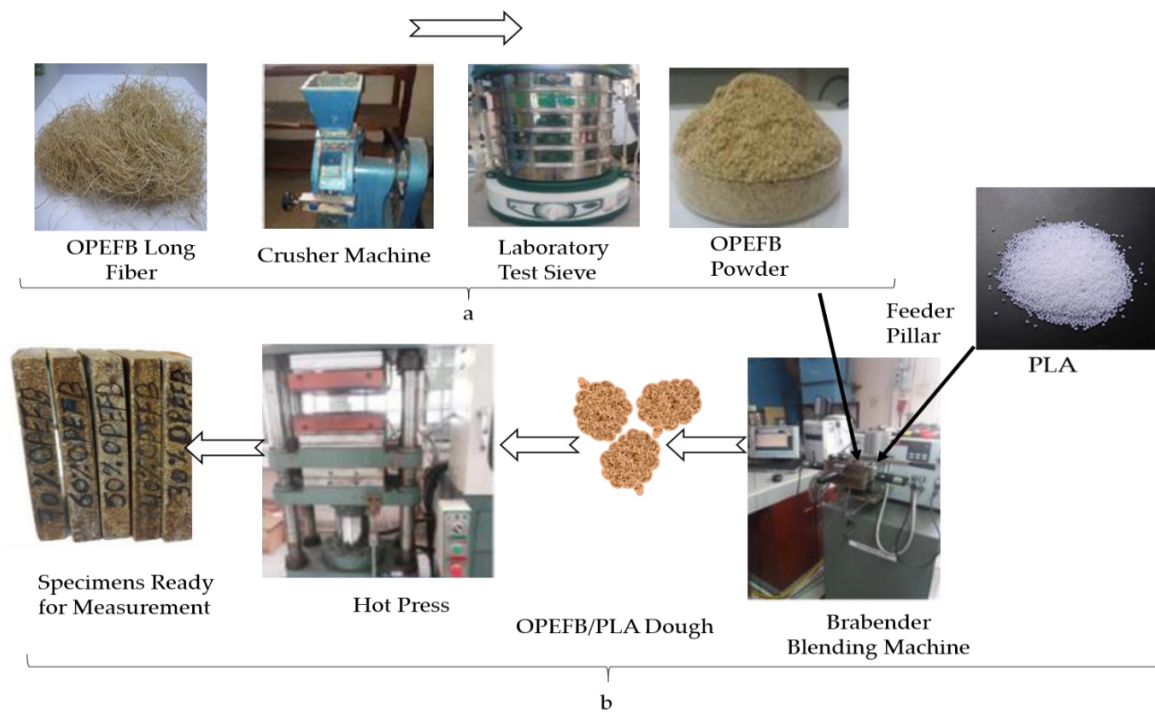 OPEFB Long
Fiber
Crusher Machine
Laboratory
Test Sieve
OPEFB
Powder
a
Feeder
Pillar
PLA
70% OPEFB
60% OPEFB
50% OPEFB
40% OPEFB
30% OPEFB
Specimens Ready
for Measurement
Hot Press
OPEFB/PLA Dough
Brabender
Blending Machine
b